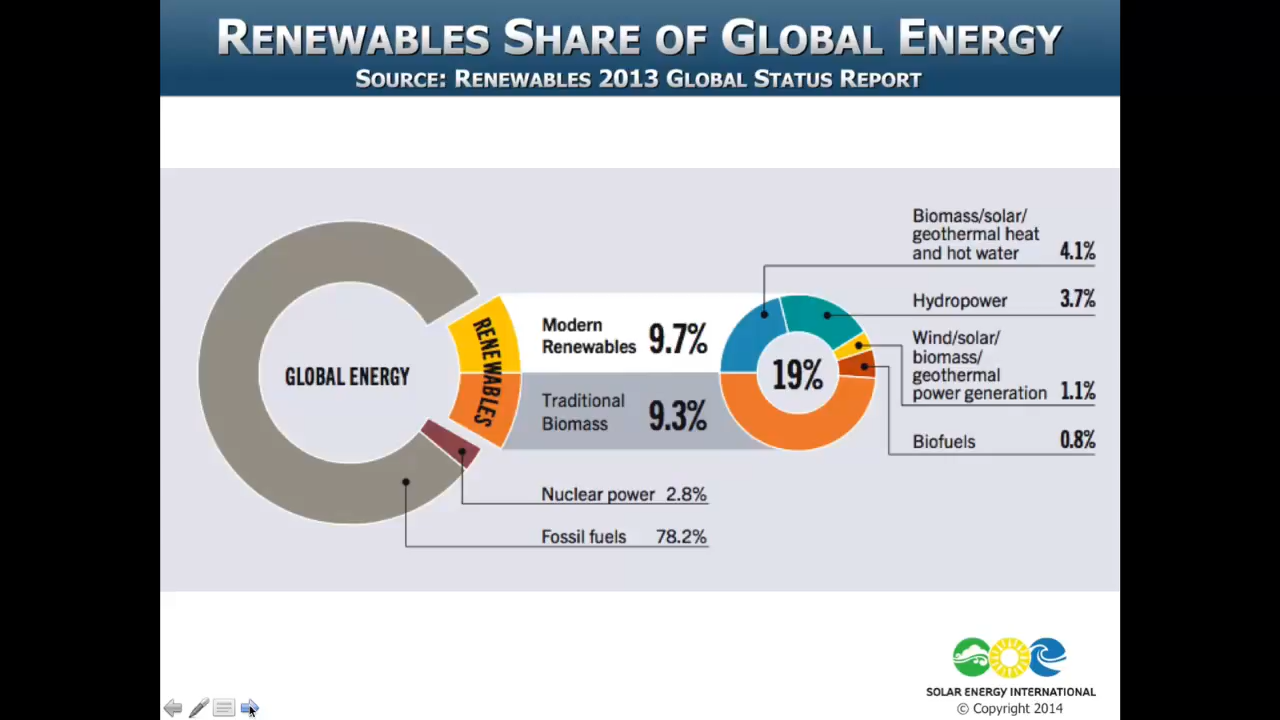 RENEWABLES SHARE OF GLOBAL ENERGY
SOURCE: RENEWABLES 2013 GLOBAL STATUS REPORT
GLOBAL ENERGY
RENEWABLES
Modern
Renewables 9.7%
Traditional
Biomass 9.3%
Nuclear power 2.8%
Fossil fuels 78.2%
19%
Biomass/solar/
geothermal heat
and hot water 4.1%
Hydropower 3.7%
Wind/solar/
biomass/
geothermal
power generation 1.1%
Biofuels 0.8%
SOLAR ENERGY INTERNATIONAL
© Copyright 2014